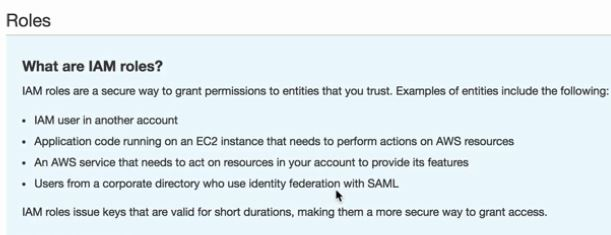 Roles
What are IAM roles?
IAM roles are a secure way to grant permissions to entities that you trust. Examples of entities include the following:
• IAM user in another account
• Application code running on an EC2 instance that needs to perform actions on AWS resources
• An AWS service that needs to act on resources in your account to provide its features
• Users from a corporate directory who use identity federation with SAML
IAM roles issue keys that are valid for short durations, making them a more secure way to grant access.